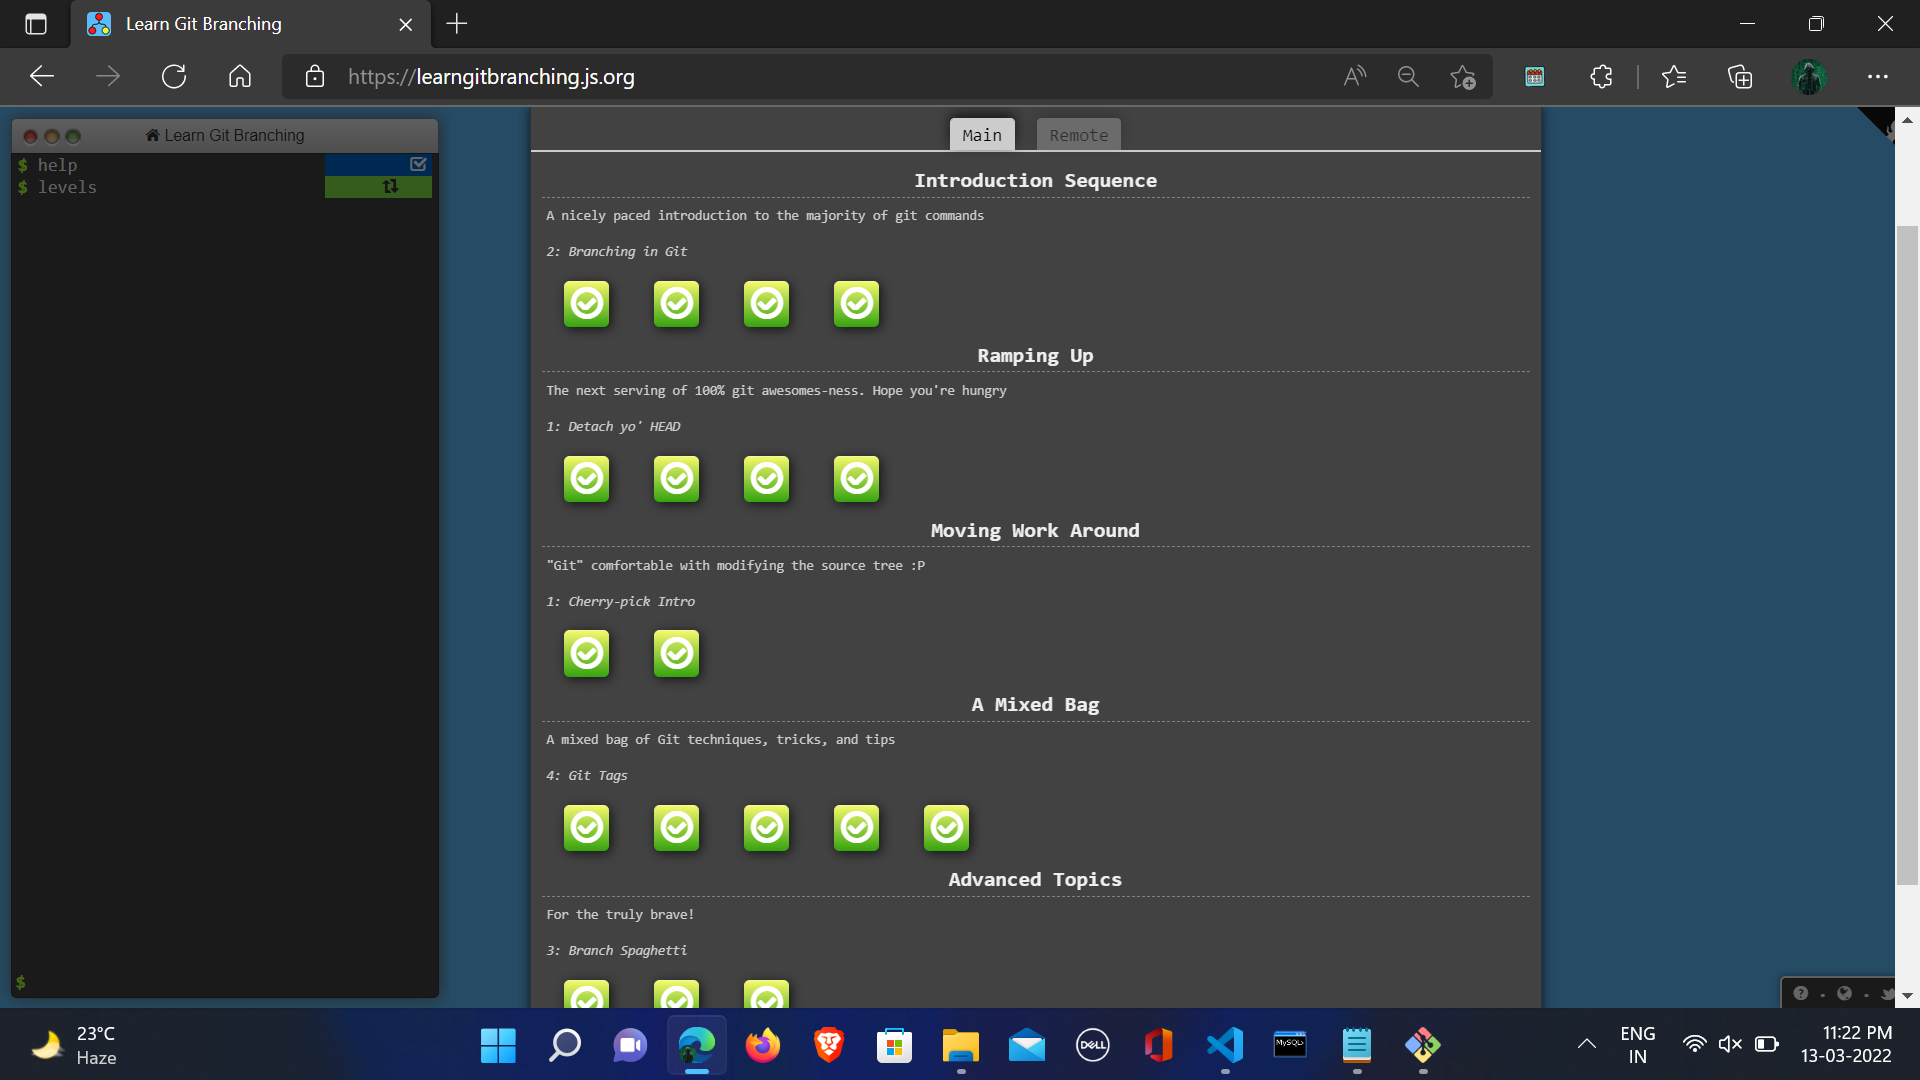 Learn Git Branching
https://learngitbranching.js.org
Learn Git Branching
$ help
$ levels
$
Main
Remote
Introduction Sequence
A nicely paced introduction to the majority of git commands
2: Branching in Git
Ramping Up
The next serving of 100% git awesomes-ness. Hope you're hungry
1: Detach yo' HEAD
Moving Work Around
"Git" comfortable with modifying the source tree :P
1: Cherry-pick Intro
A Mixed Bag
A mixed bag of Git techniques, tricks, and tips
4: Git Tags
Advanced Topics
For the truly brave!
3: Branch Spaghetti
23°C
Haze
DELL
MySQL>
ENG
IN
11:22 PM
13-03-2022